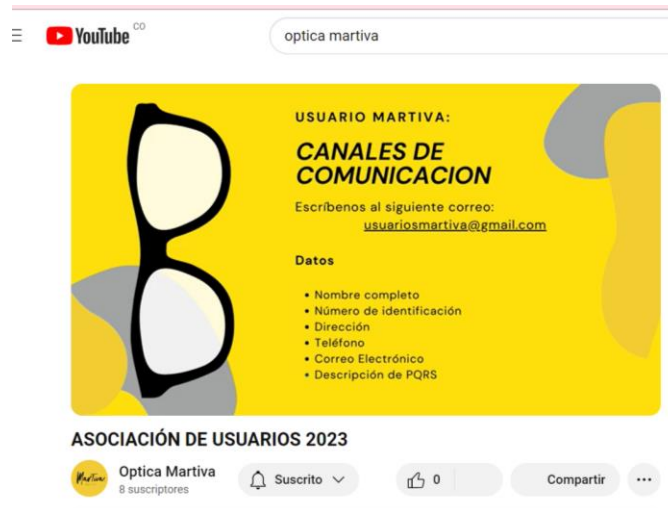 YouTube CO
optica martiva
USUARIO MARTIVA:
CANALES DE
COMUNICACION
Escríbenos al siguiente correo:
usuariosmartiva@gmail.com
Datos
• Nombre completo
• Número de identificación
• Dirección
• Teléfono
• Correo Electrónico
• Descripción de PQRS
ASOCIACIÓN DE USUARIOS 2023
Martiva
Optica Martiva
8 suscriptores
Suscrito
0
Compartir